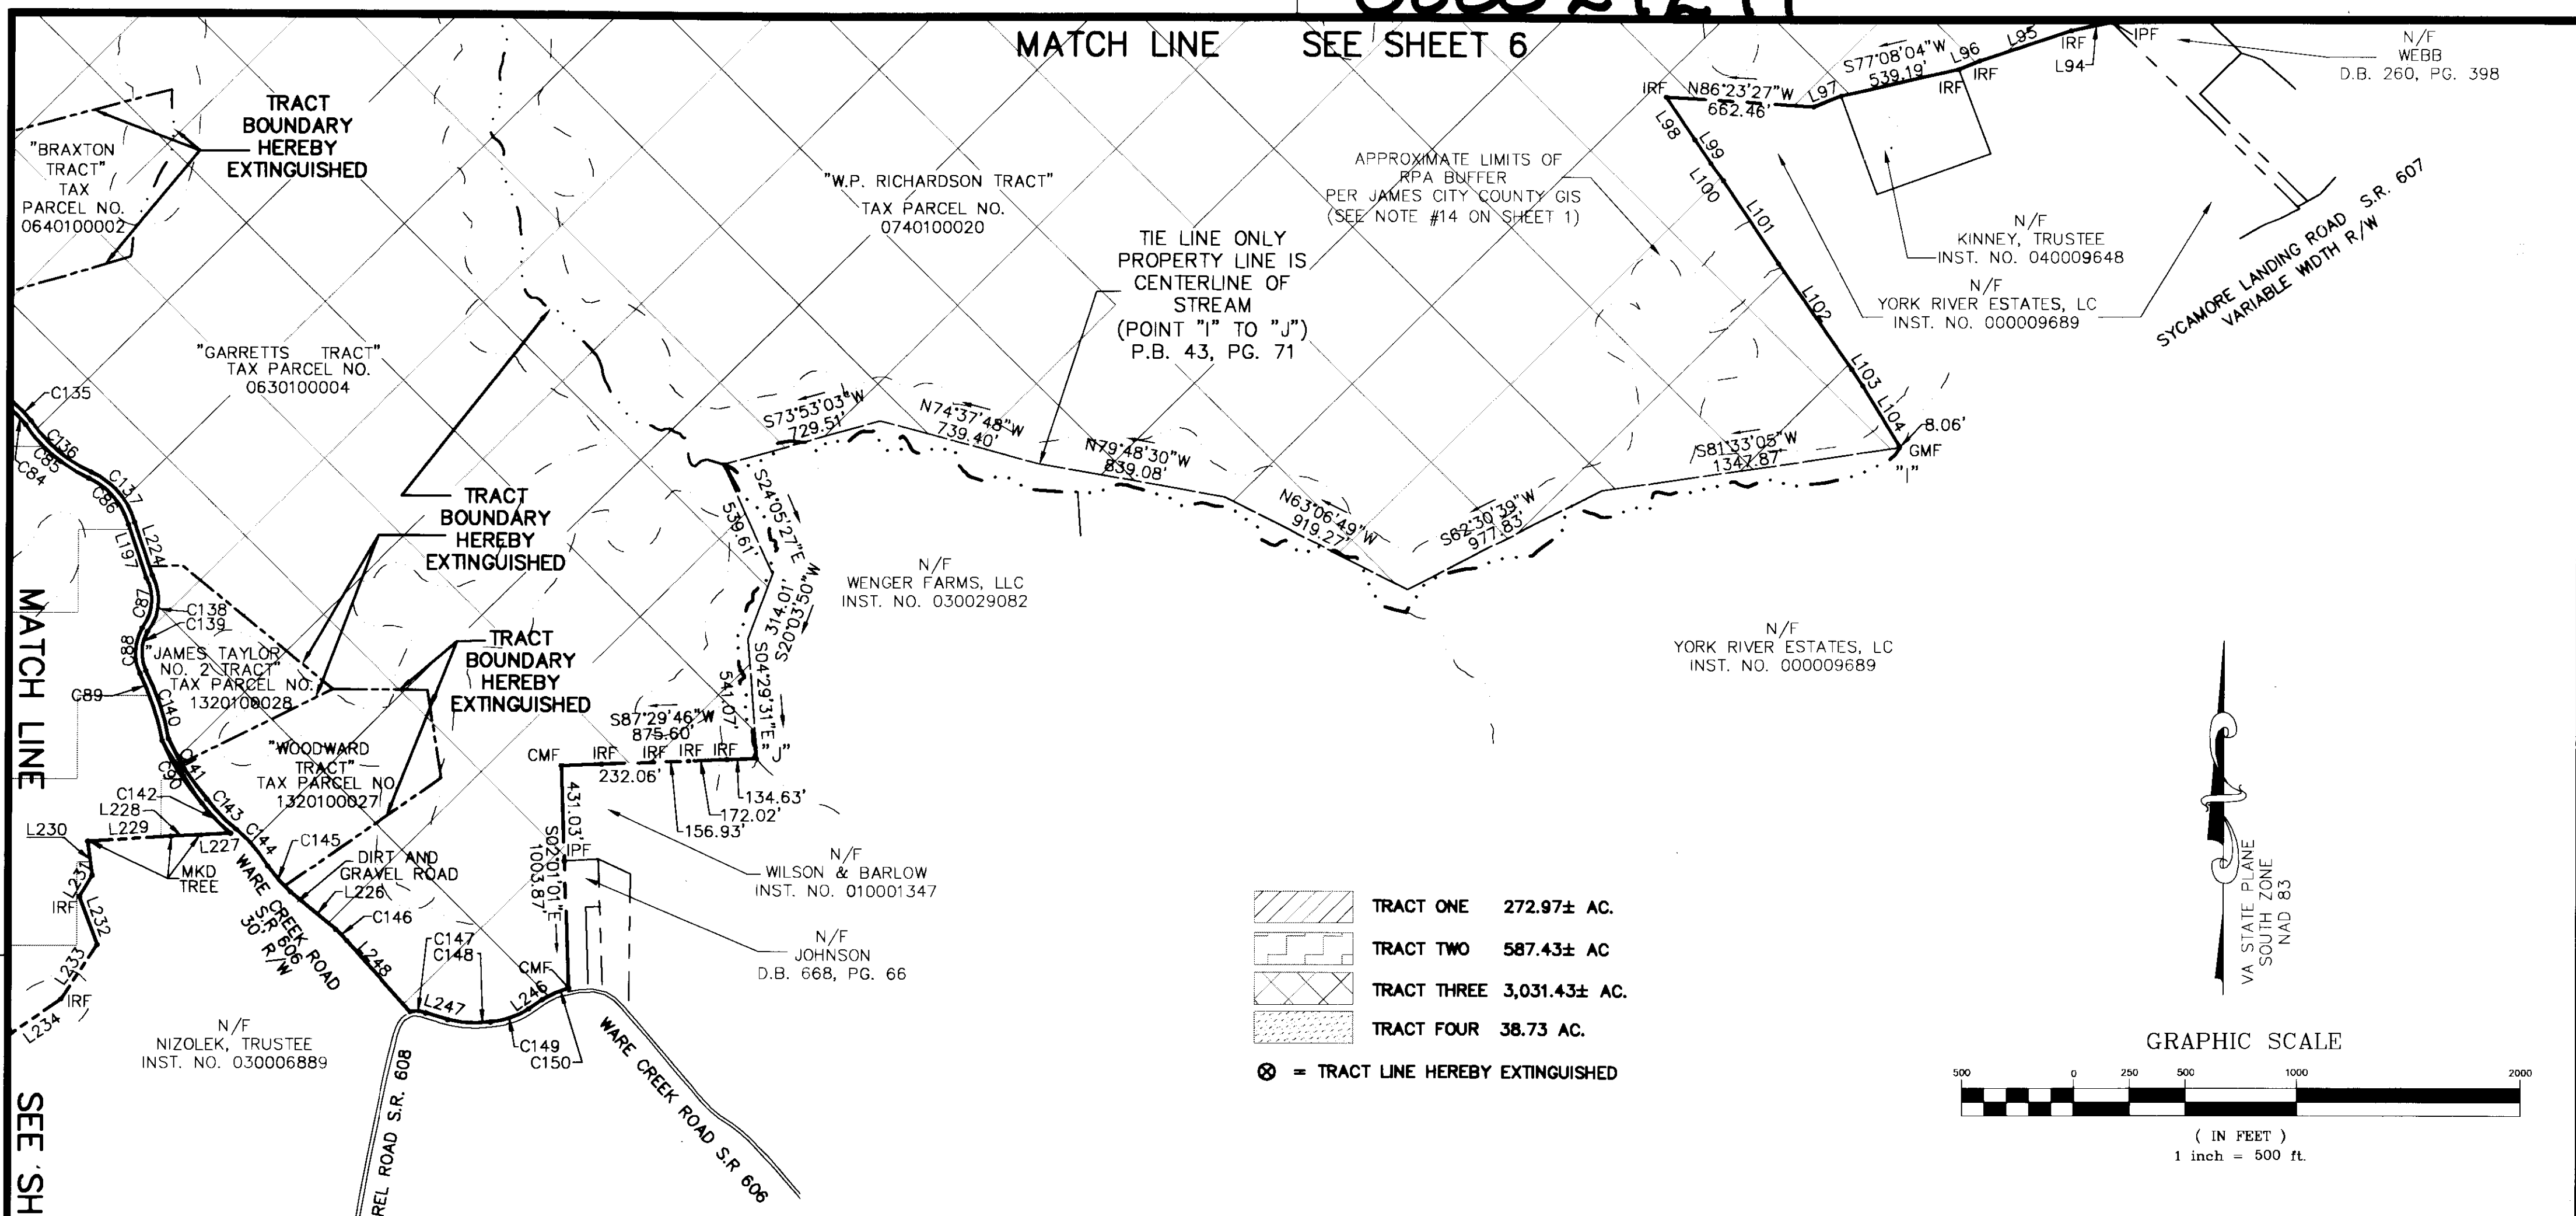 MATCH LINE SEE SHEET 6
N/F
WEBB
D.B. 260, PG. 398
IPF
IRF
L94
L95
L96
IRF
S77°08'04"W
539.19'
IRF
L97
N86°23'27"W
662.46'
IRF
L98
L99
L100
L101
L102
L103
L104
8.06'
GMF
"I"
TRACT
BOUNDARY
HEREBY
EXTINGUISHED
"BRAXTON
TRACT"
TAX
PARCEL NO.
0640100002
"W.P. RICHARDSON TRACT"
TAX PARCEL NO.
0740100020
APPROXIMATE LIMITS OF
RPA BUFFER
PER JAMES CITY COUNTY GIS
(SEE NOTE #14 ON SHEET 1)
TIE LINE ONLY
PROPERTY LINE IS
CENTERLINE OF
STREAM
(POINT "I" TO "J")
P.B. 43, PG. 71
N/F
KINNEY, TRUSTEE
INST. NO. 040009648
N/F
YORK RIVER ESTATES, LC
INST. NO. 000009689
SYCAMORE LANDING ROAD S.R. 607
VARIABLE WIDTH R/W
"GARRETTS TRACT"
TAX PARCEL NO.
0630100004
C135
C136
C85
C84
C137
C86
L224
L197
C87
C138
C139
C88
C89
C140
C141
C90
S73°53'03"W
729.51'
N74°37'48"W
739.40'
N79°48'30"W
839.08'
N63°06'49"W
919.27'
S62°30'39"W
977.83'
S81°33'05"W
1347.87'
S24°05'27"E
539.61'
314.01'
S20°03'50"W
S04°29'31"E
541.07'
TRACT
BOUNDARY
HEREBY
EXTINGUISHED
TRACT
BOUNDARY
HEREBY
EXTINGUISHED
N/F
WENGER FARMS, LLC
INST. NO. 030029082
N/F
YORK RIVER ESTATES, LC
INST. NO. 000009689
"JAMES TAYLOR
NO. 2 TRACT"
TAX PARCEL NO.
1320100028
"WOODWARD
TRACT"
TAX PARCEL NO
1320100027
S87°29'46"W
875.60'
CMF IRF IRF IRF IRF "J"
232.06'
134.63'
172.02'
156.93'
431.03'
S02°01'01"E
1003.87'
IPF
N/F
WILSON & BARLOW
INST. NO. 010001347
N/F
JOHNSON
D.B. 668, PG. 66
C142
L228
L230
L229
L227
C143
C144
C145
MKD
TREE
DIRT AND
GRAVEL ROAD
L226
C146
L231
IRF
L232
L233
IRF
L234
WARE CREEK ROAD
S.R 606
30' R/W
L248
C147
C148
L247
L246
CMF
C149
C150
N/F
NIZOLEK, TRUSTEE
INST. NO. 030006889
REL ROAD S.R. 608
WARE CREEK ROAD S.R 606
MATCH LINE
SEE SH
TRACT ONE 272.97± AC.
TRACT TWO 587.43± AC
TRACT THREE 3,031.43± AC.
TRACT FOUR 38.73 AC.
⊗ = TRACT LINE HEREBY EXTINGUISHED
VA STATE PLANE
SOUTH ZONE
NAD 83
GRAPHIC SCALE
500 0 250 500 1000 2000
( IN FEET )
1 inch = 500 ft.